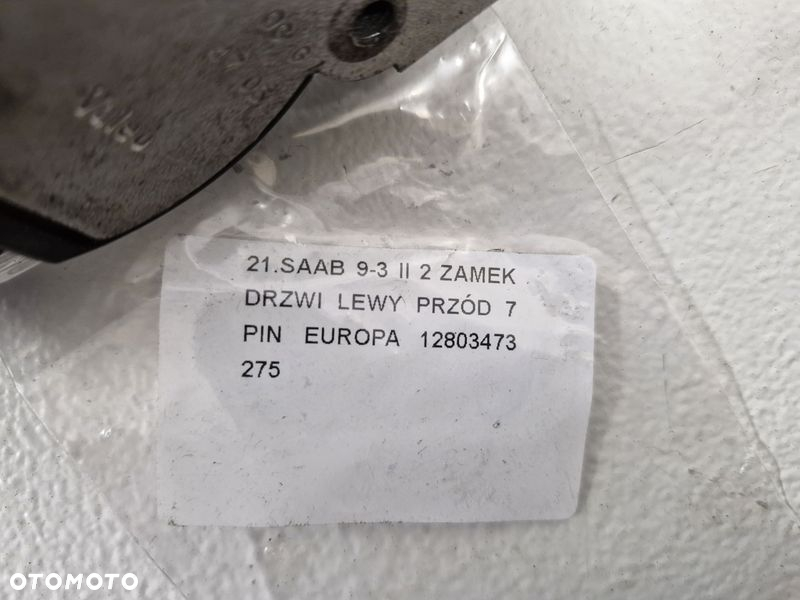 21.SAAB 9-3 II 2 ZAMEK
DRZWI LEWY PRZÓD 7
PIN EUROPA 12803473
275
OTOMOTO